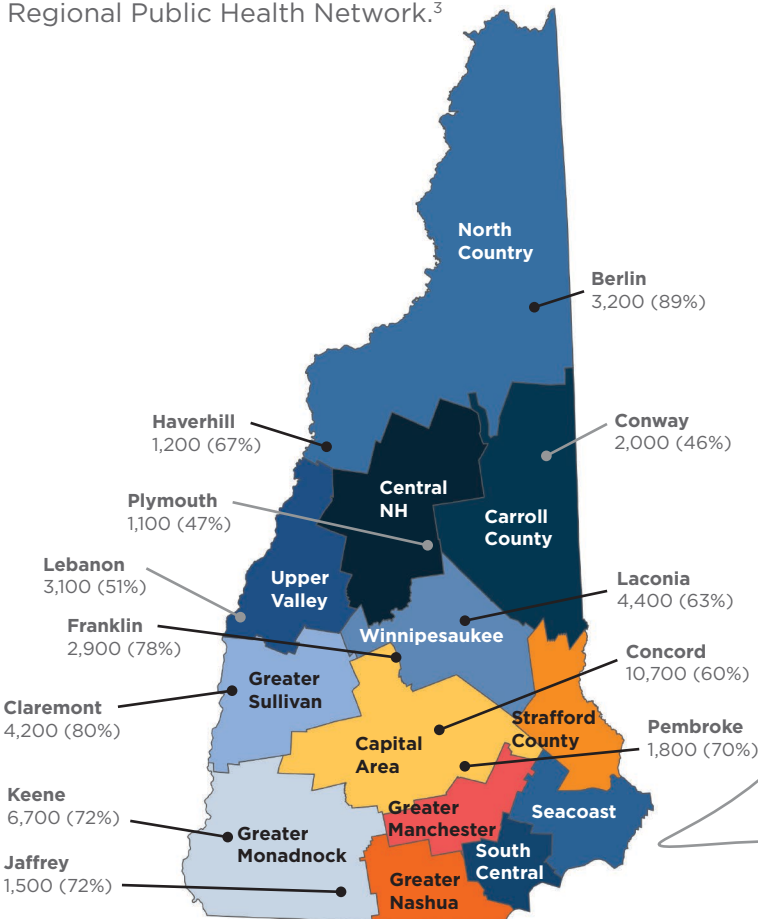 Regional Public Health Network.³
North
Country
Berlin
3,200 (89%)
Haverhill
1,200 (67%)
Conway
2,000 (46%)
Central
NH
Plymouth
1,100 (47%)
Carroll
County
Lebanon
3,100 (51%)
Upper
Valley
Laconia
4,400 (63%)
Franklin
2,900 (78%)
Winnipesaukee
Concord
10,700 (60%)
Greater
Sullivan
Claremont
4,200 (80%)
Strafford
County
Pembroke
1,800 (70%)
Capital
Area
Keene
6,700 (72%)
Greater
Manchester
Seacoast
Greater
Monadnock
South
Central
Jaffrey
1,500 (72%)
Greater
Nashua